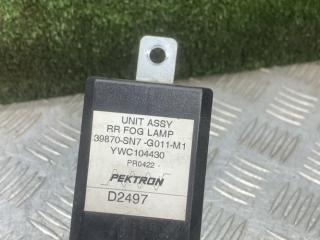 UNIT ASSY
RR FOG LAMP
39870-SN7 -G011-M1
YWC104430
PR0422
PEKTRON
D2497